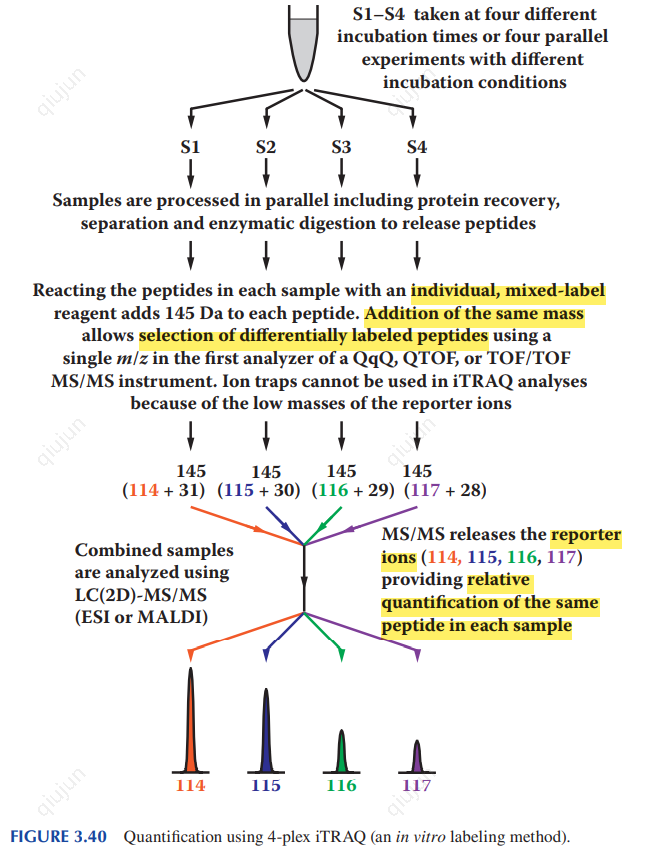 S1–S4 taken at four different
incubation times or four parallel
experiments with different
incubation conditions
qiujun
qiujun
S1 S2 S3 S4
Samples are processed in parallel including protein recovery,
separation and enzymatic digestion to release peptides
Reacting the peptides in each sample with an individual, mixed-label
reagent adds 145 Da to each peptide. Addition of the same mass
allows selection of differentially labeled peptides using a
single m/z in the first analyzer of a QqQ, QTOF, or TOF/TOF
MS/MS instrument. Ion traps cannot be used in iTRAQ analyses
because of the low masses of the reporter ions
qiujun
qiujun
145 145 145 145
(114 + 31) (115 + 30) (116 + 29) (117 + 28)
Combined samples
are analyzed using
LC(2D)-MS/MS
(ESI or MALDI)
MS/MS releases the reporter
ions (114, 115, 116, 117)
providing relative
quantification of the same
peptide in each sample
114 115 116 117
qiujun
qiujun
FIGURE 3.40 Quantification using 4-plex iTRAQ (an in vitro labeling method).